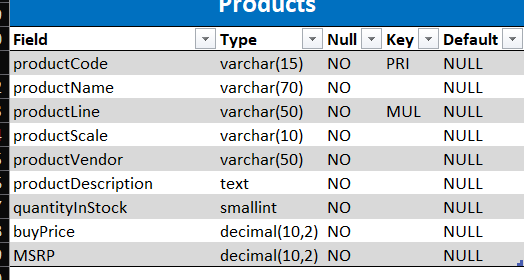 Products
Field Type Null Key Default
productCode varchar(15) NO PRI NULL
productName varchar(70) NO NULL
productLine varchar(50) NO MUL NULL
productScale varchar(10) NO NULL
productVendor varchar(50) NO NULL
productDescription text NO NULL
quantityInStock smallint NO NULL
buyPrice decimal(10,2) NO NULL
MSRP decimal(10,2) NO NULL